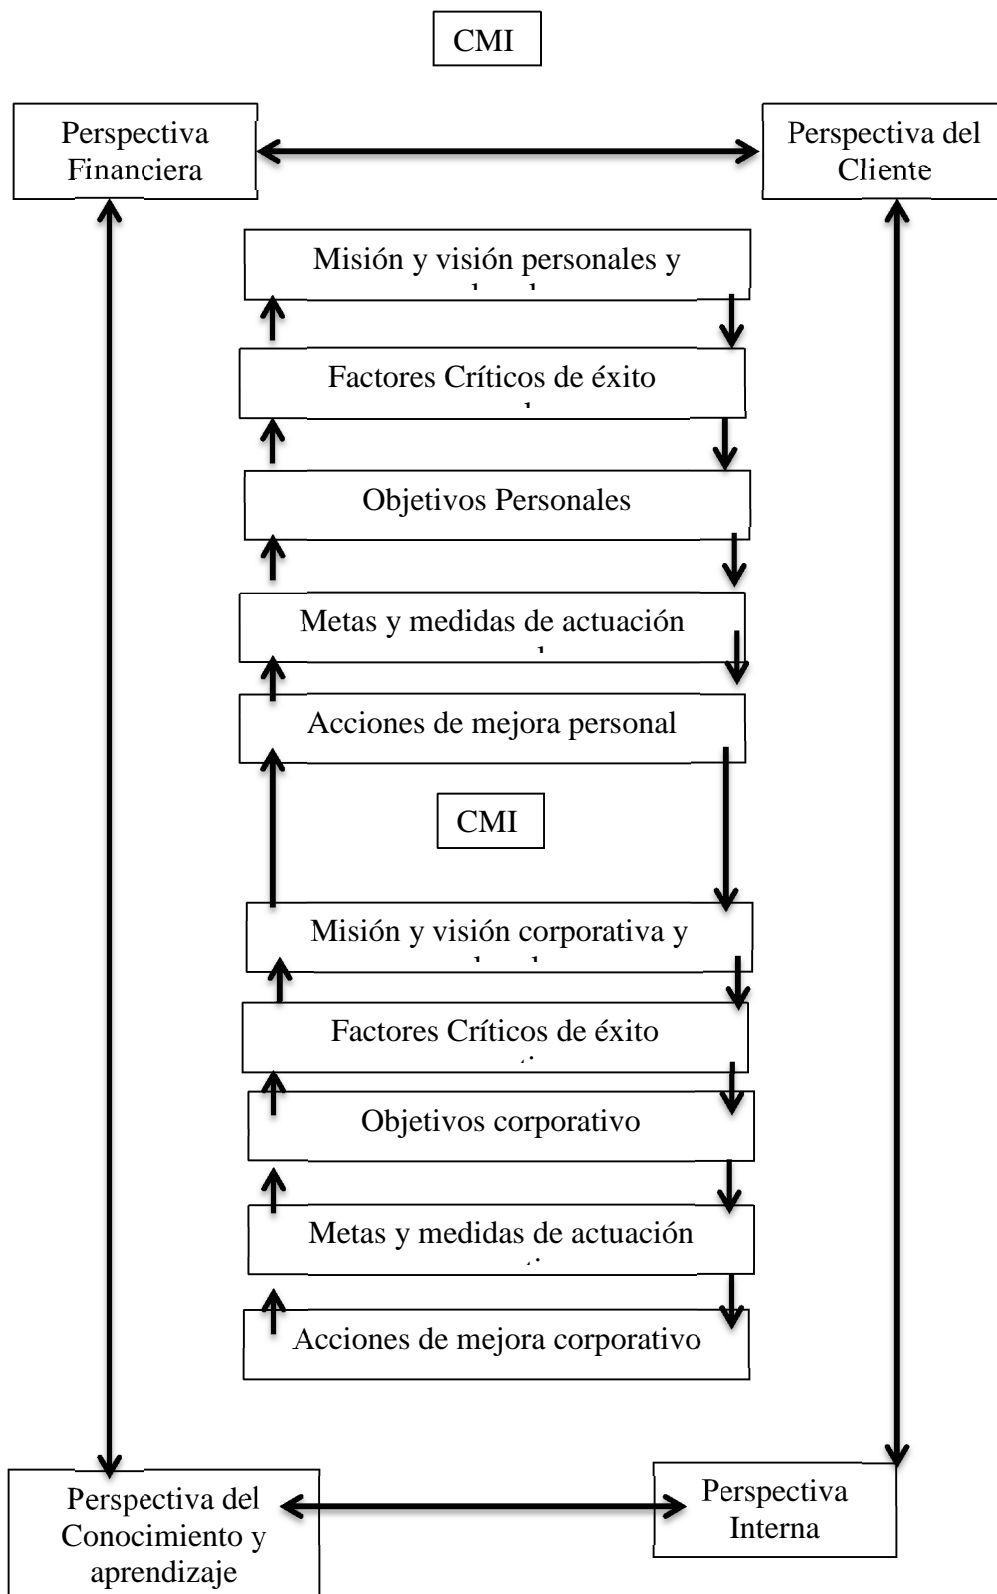 CMI
Perspectiva
Financiera
Perspectiva del
Cliente
Misión y visión personales y
Factores Críticos de éxito
Objetivos Personales
Metas y medidas de actuación
Acciones de mejora personal
CMI
Misión y visión corporativa y
Factores Críticos de éxito
Objetivos corporativo
Metas y medidas de actuación
Acciones de mejora corporativo
Perspectiva del
Conocimiento y
aprendizaje
Perspectiva
Interna